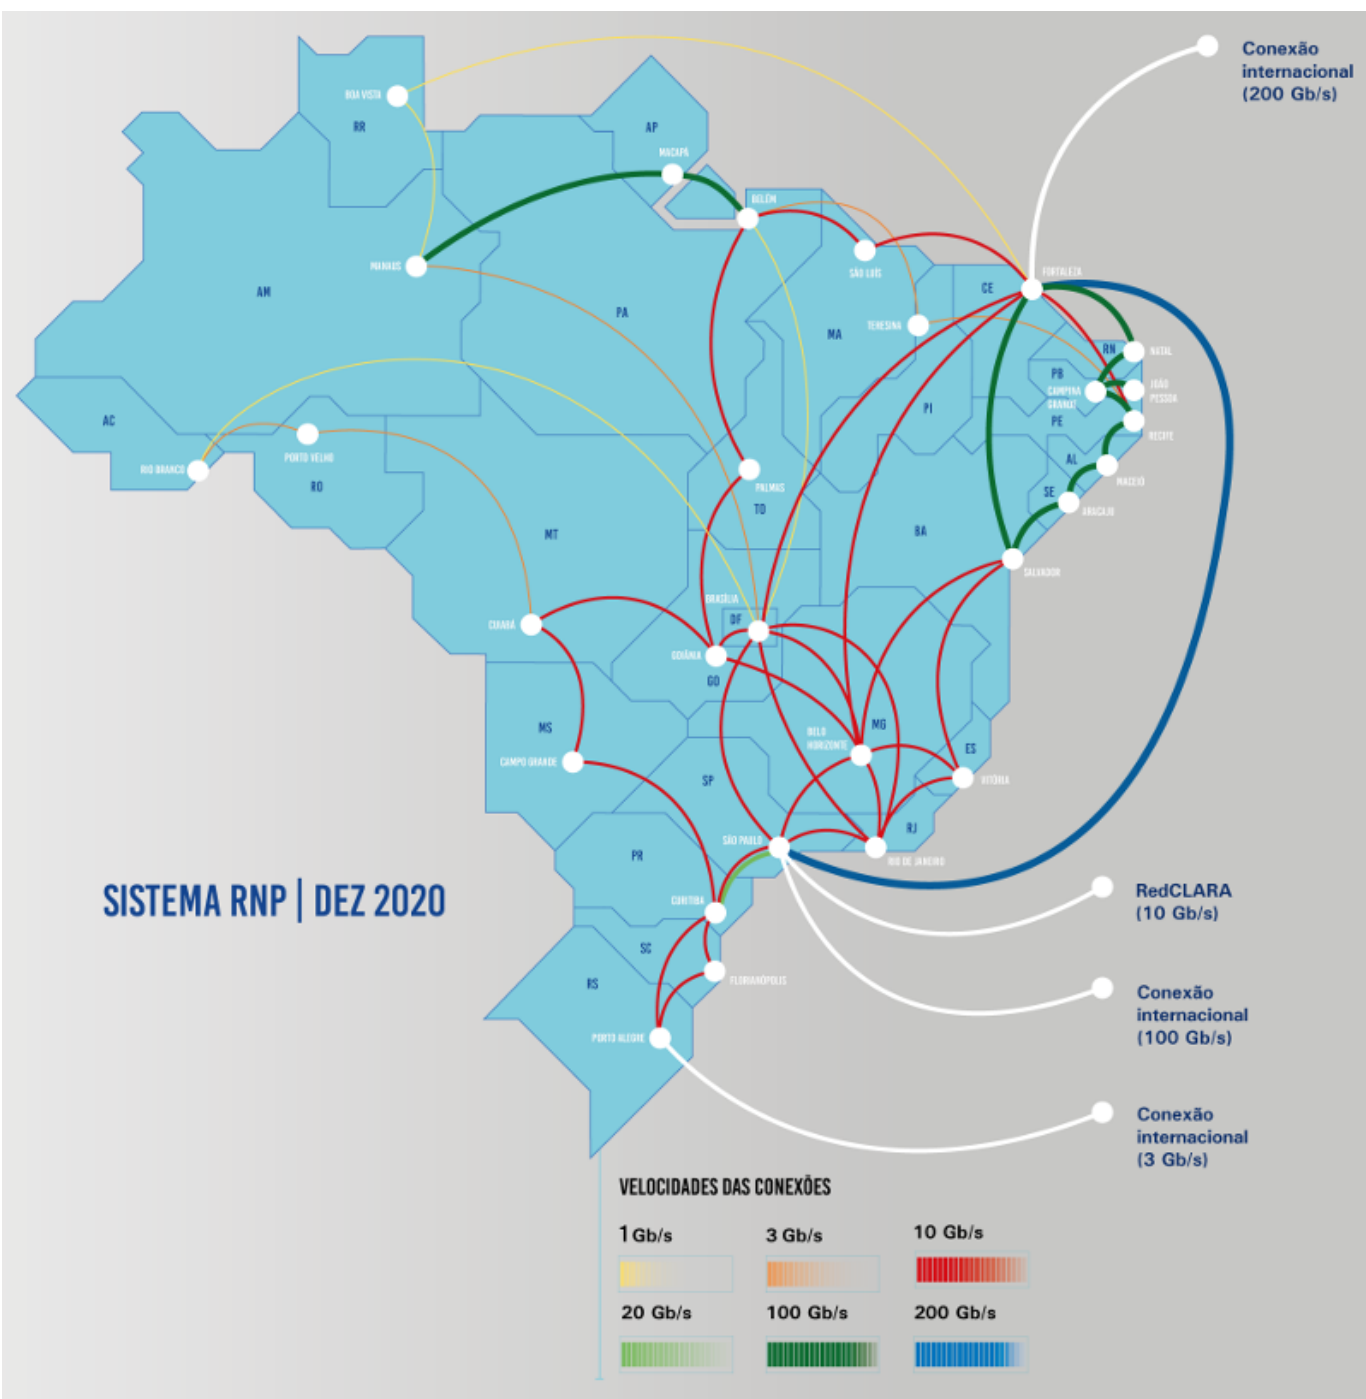 Conexão
internacional
(200 Gb/s)
BOA VISTA
RR
AP
MACAPÁ
BELÉM
MANAUS
SÃO LUÍS
FORTALEZA
CE
AM
PA
TERESINA
MA
RN
NATAL
PB
CAMPINA
GRANDE
JOÃO
PESSOA
PI
PE
RECIFE
AC
RIO BRANCO
PORTO VELHO
RO
AL
MACEIÓ
PALMAS
TO
SE
ARACAJU
MT
BA
SALVADOR
BRASÍLIA
DF
CUIABÁ
GOIÂNIA
GO
MS
BELO
HORIZONTE
MG
ES
CAMPO GRANDE
VITÓRIA
SP
SÃO PAULO
RJ
RIO DE JANEIRO
PR
SISTEMA RNP | DEZ 2020
CURITIBA
RedCLARA
(10 Gb/s)
SC
RS
FLORIANÓPOLIS
Conexão
internacional
(100 Gb/s)
PORTO ALEGRE
Conexão
internacional
(3 Gb/s)
VELOCIDADES DAS CONEXÕES
1 Gb/s
3 Gb/s
10 Gb/s
20 Gb/s
100 Gb/s
200 Gb/s